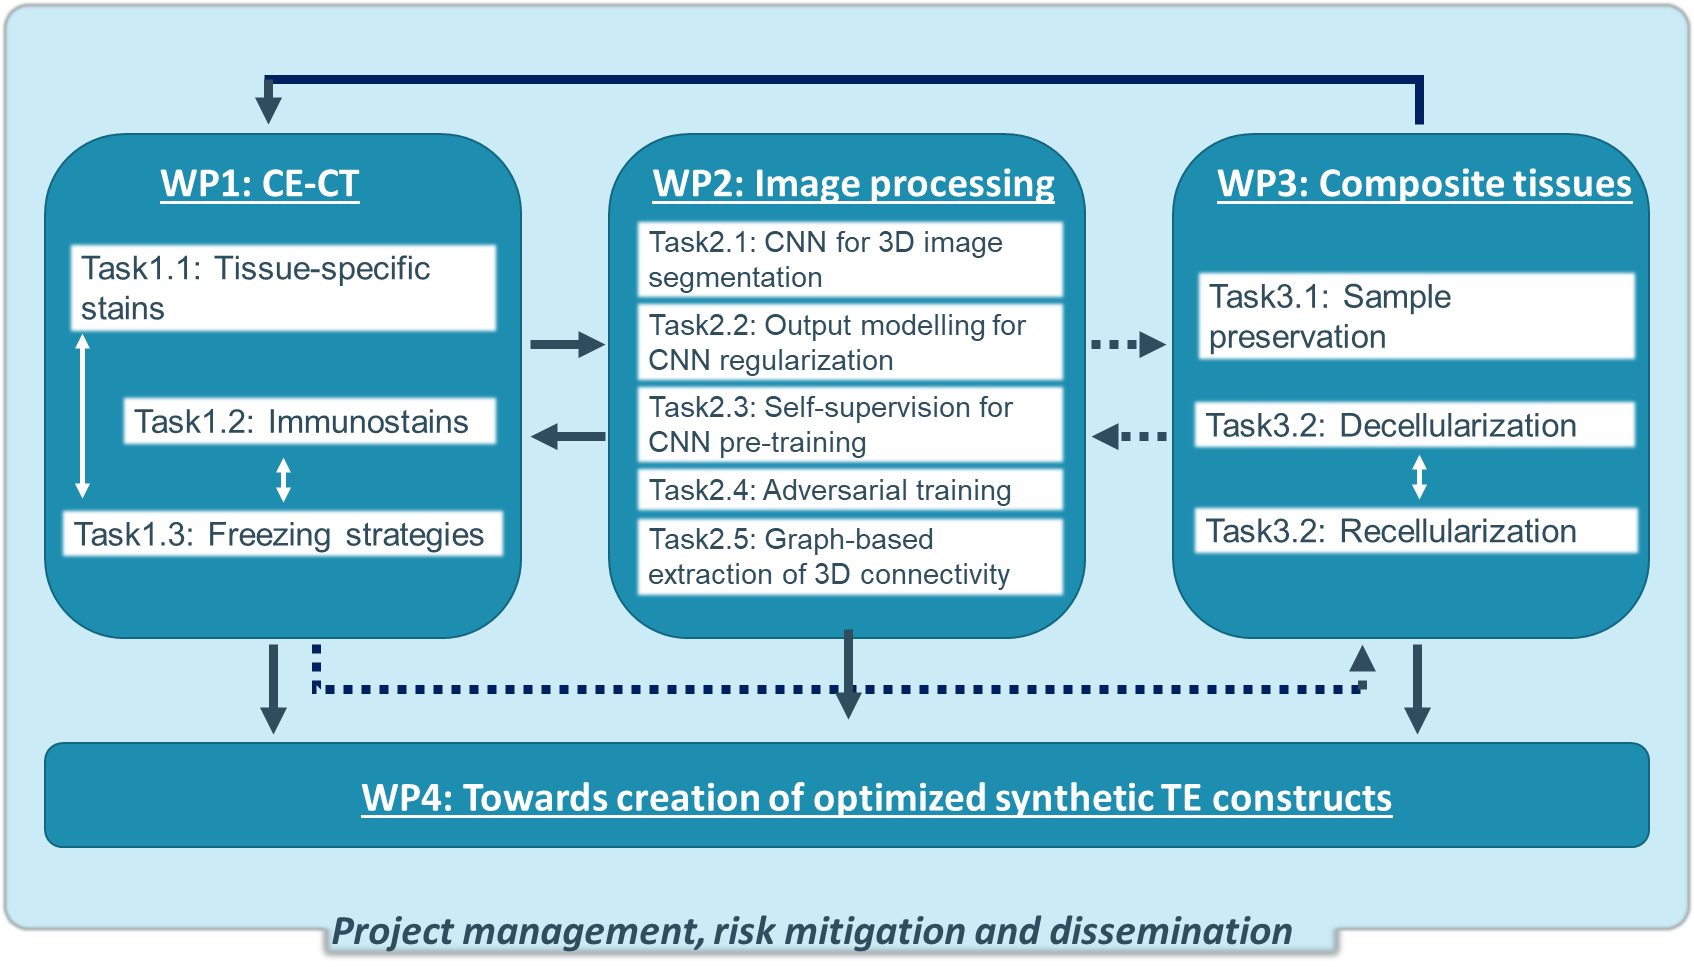 WP1: CE-CT
Task1.1: Tissue-specific
stains
Task1.2: Immunostains
Task1.3: Freezing strategies
WP2: Image processing
Task2.1: CNN for 3D image
segmentation
Task2.2: Output modelling for
CNN regularization
Task2.3: Self-supervision for
CNN pre-training
Task2.4: Adversarial training
Task2.5: Graph-based
extraction of 3D connectivity
WP3: Composite tissues
Task3.1: Sample
preservation
Task3.2: Decellularization
Task3.2: Recellularization
WP4: Towards creation of optimized synthetic TE constructs
Project management, risk mitigation and dissemination